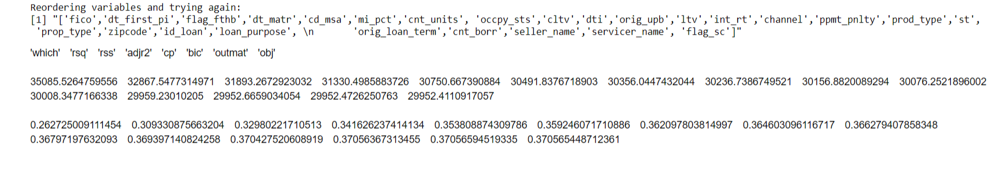 Reordering variables and trying again:
[1] "['fico','dt_first_pi','flag_fthb','dt_matr','cd_msa','mi_pct','cnt_units', 'occpy_sts','cltv','dti','orig_upb','ltv','int_rt','channel','ppmt_pnlty','prod_type','st',
'prop_type','zipcode','id_loan','loan_purpose', \n      'orig_loan_term','cnt_borr','seller_name','servicer_name', 'flag_sc']"
'which' 'rsq' 'rss' 'adjr2' 'cp' 'bic' 'outmat' 'obj'
35085.5264759556 32867.5477314971 31893.2672923032 31330.4985883726 30750.667390884 30491.8376718903 30356.0447432044 30236.7386749521 30156.8820089294 30076.2521896002
30008.3477166338 29959.23010205 29952.6659034054 29952.4726250763 29952.4110917057
0.262725009111454 0.309330875663204 0.32980221710513 0.341626237414134 0.353808874309786 0.359246071710886 0.362097803814997 0.364603096116717 0.366279407858348
0.36797197632093 0.369397140824258 0.370427520608919 0.37056367313455 0.37056594519335 0.370565448712361